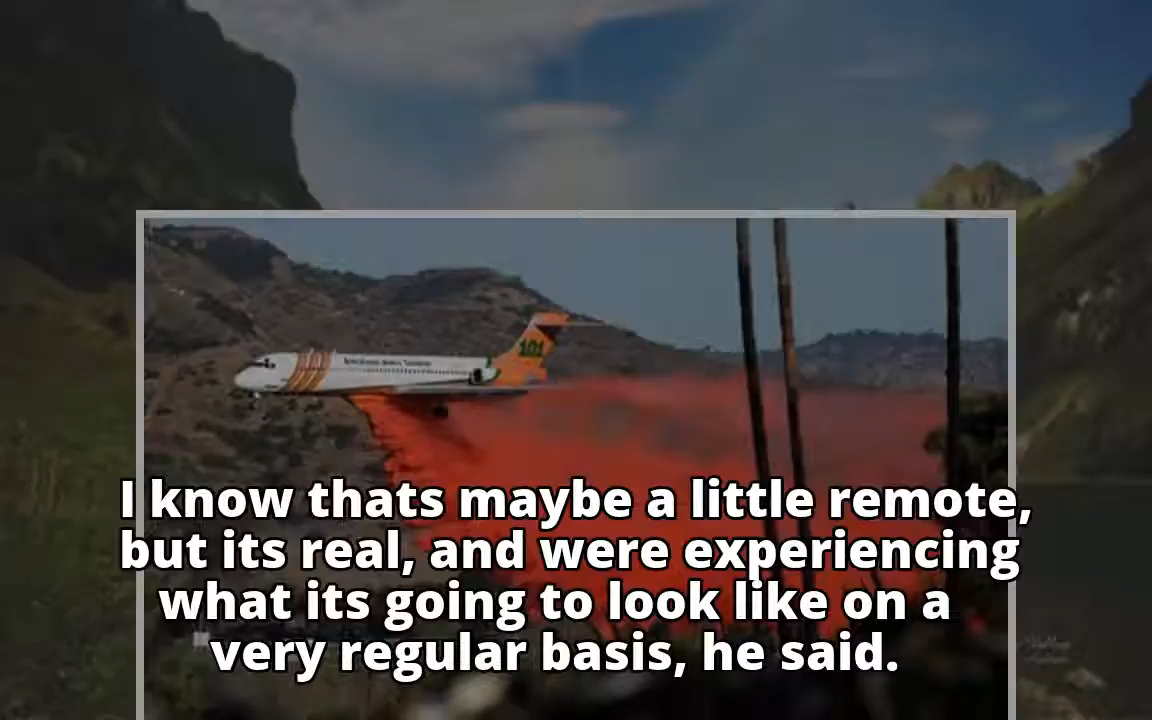 101
I know thats maybe a little remote,
but its real, and were experiencing
what its going to look like on a
very regular basis, he said.